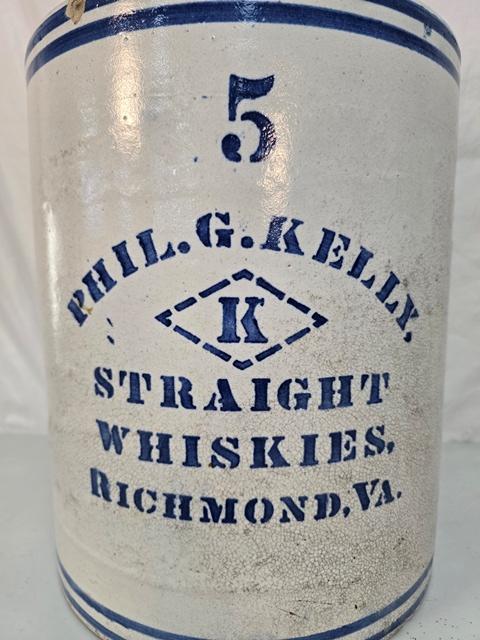 5
PHIL.G.KELLY,
K
STRAIGHT
WHISKIES,
RICHMOND,VA.